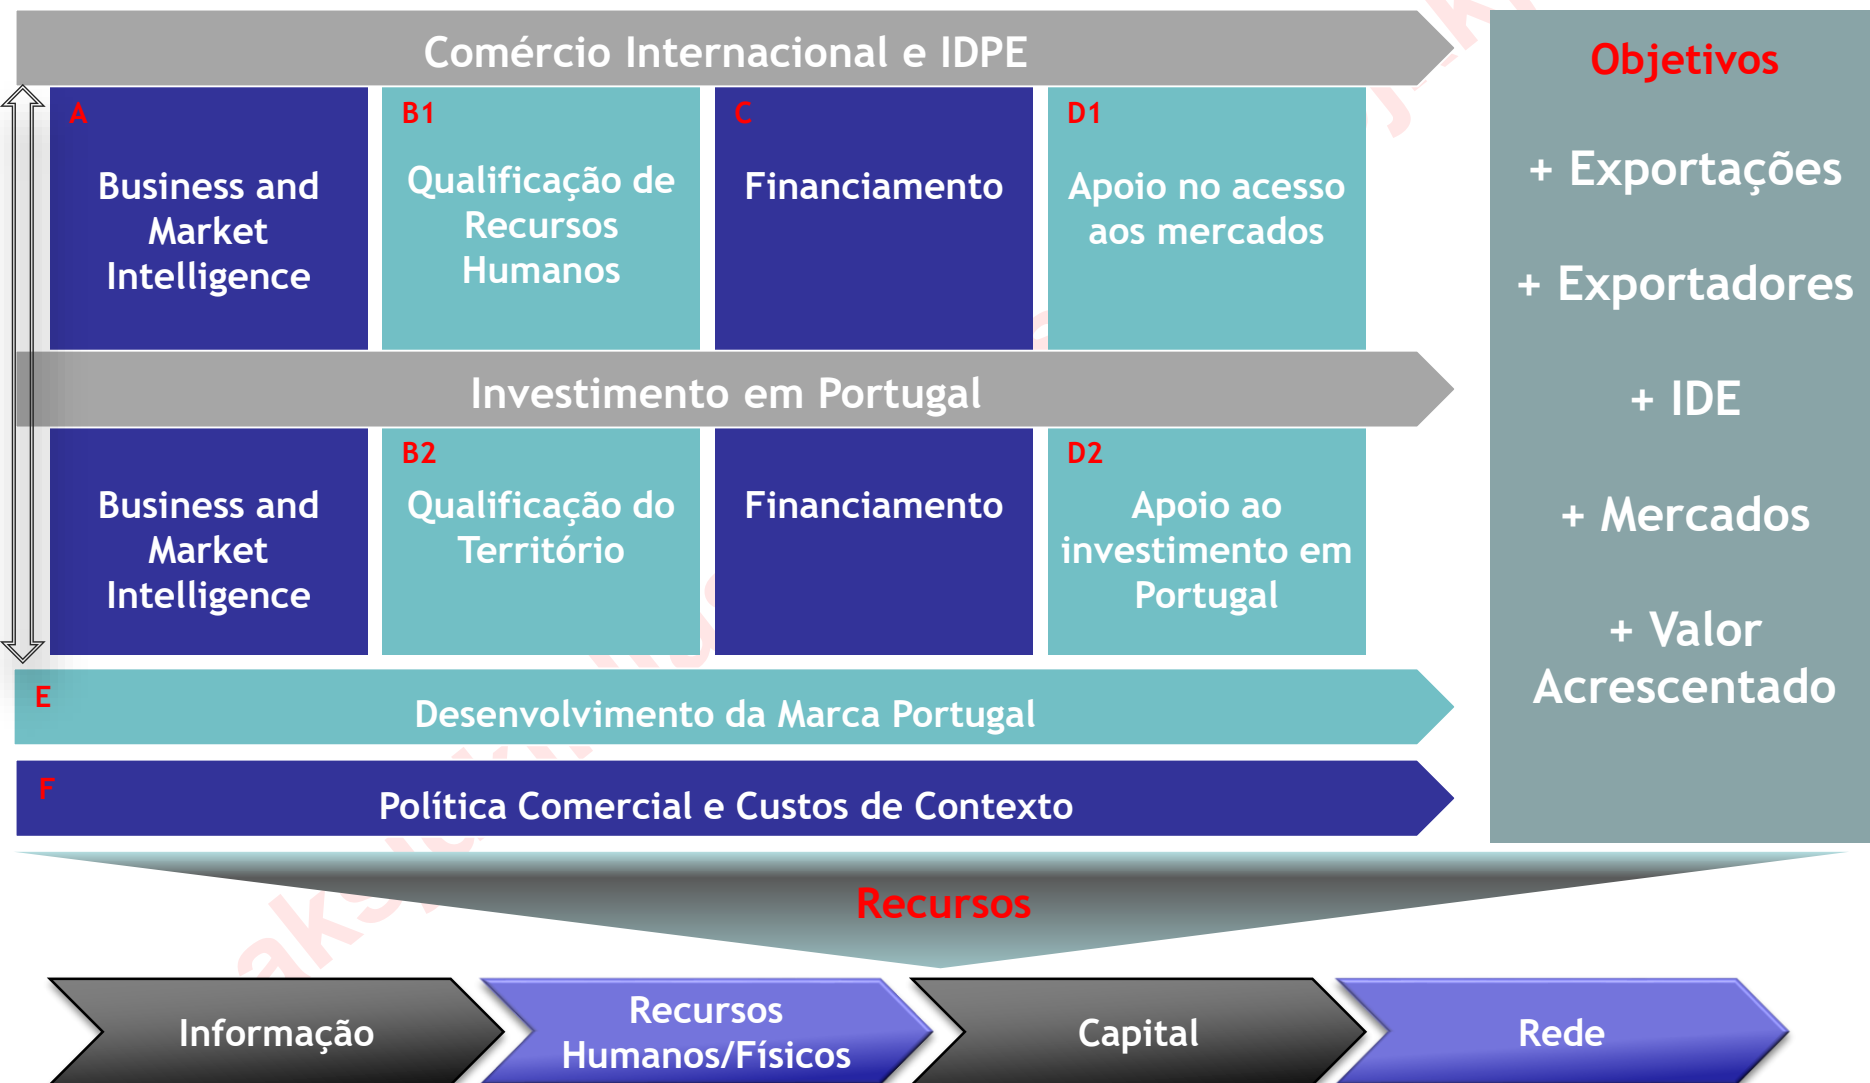 Comércio Internacional e IDPE
A
Business and
Market
Intelligence
B1
Qualificação de
Recursos
Humanos
C
Financiamento
D1
Apoio no acesso
aos mercados
Investimento em Portugal
Business and
Market
Intelligence
B2
Qualificação do
Território
Financiamento
D2
Apoio ao
investimento em
Portugal
E
Desenvolvimento da Marca Portugal
F
Política Comercial e Custos de Contexto
Objetivos
+ Exportações
+ Exportadores
+ IDE
+ Mercados
+ Valor
Acrescentado
Recursos
Informação
Recursos
Humanos/Físicos
Capital
Rede